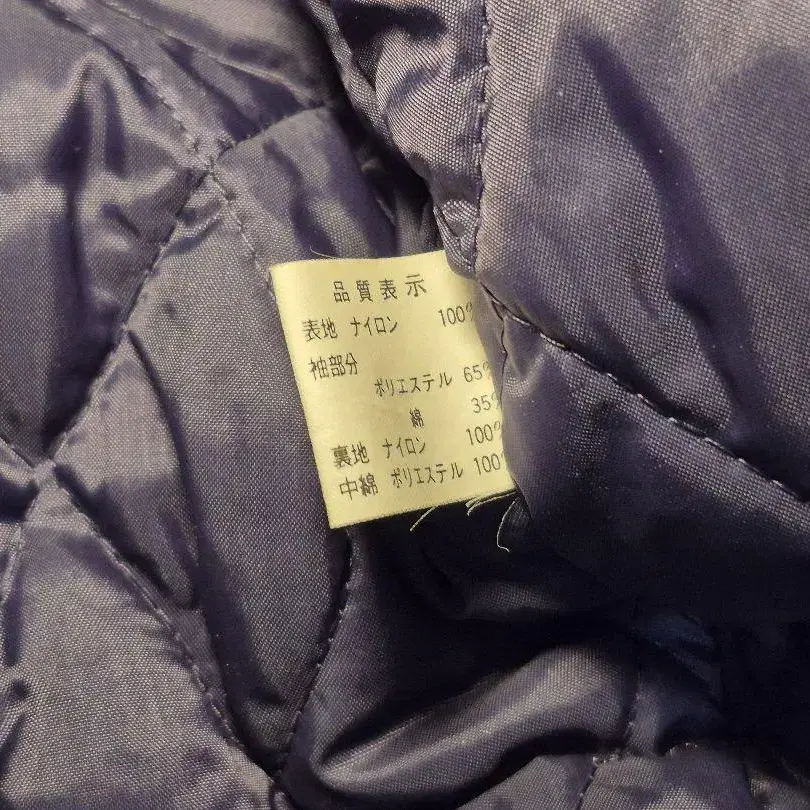 品質表示
表地 ナイロン 100%
袖部分
ポリエステル 65%
綿 35%
裏地 ナイロン 100%
中綿 ポリエステル 100